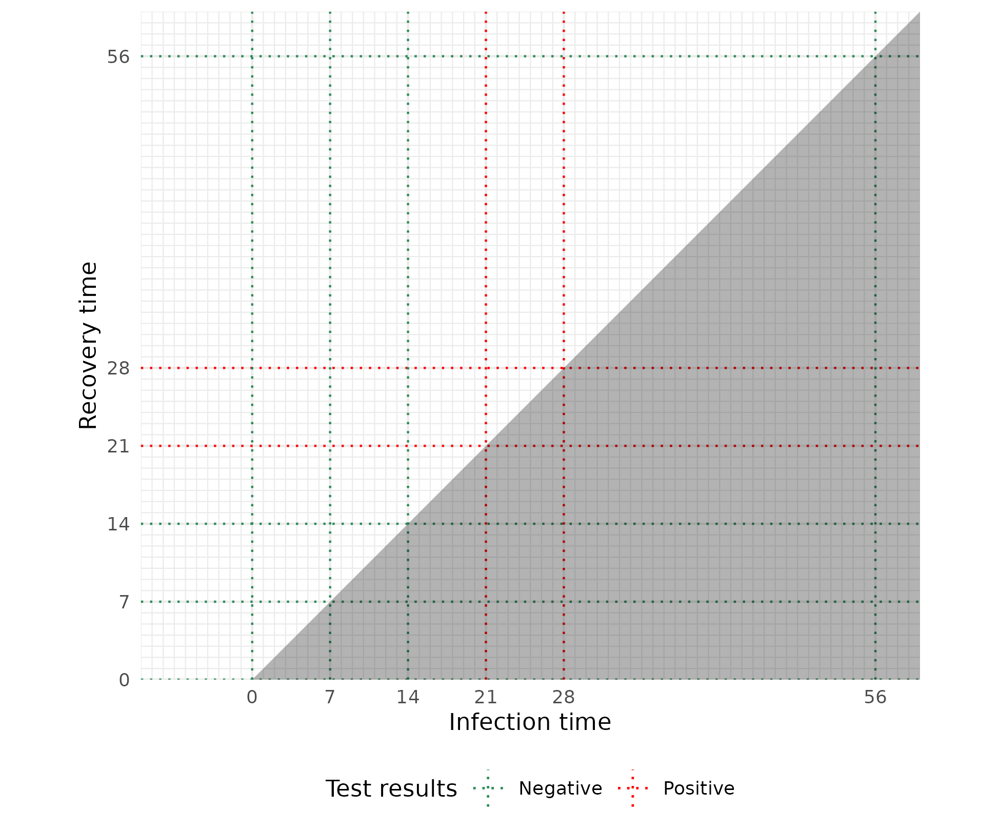 56
28
21
14
7
0
Recovery time
0 7 14 21 28 56
Infection time
Test results Negative Positive